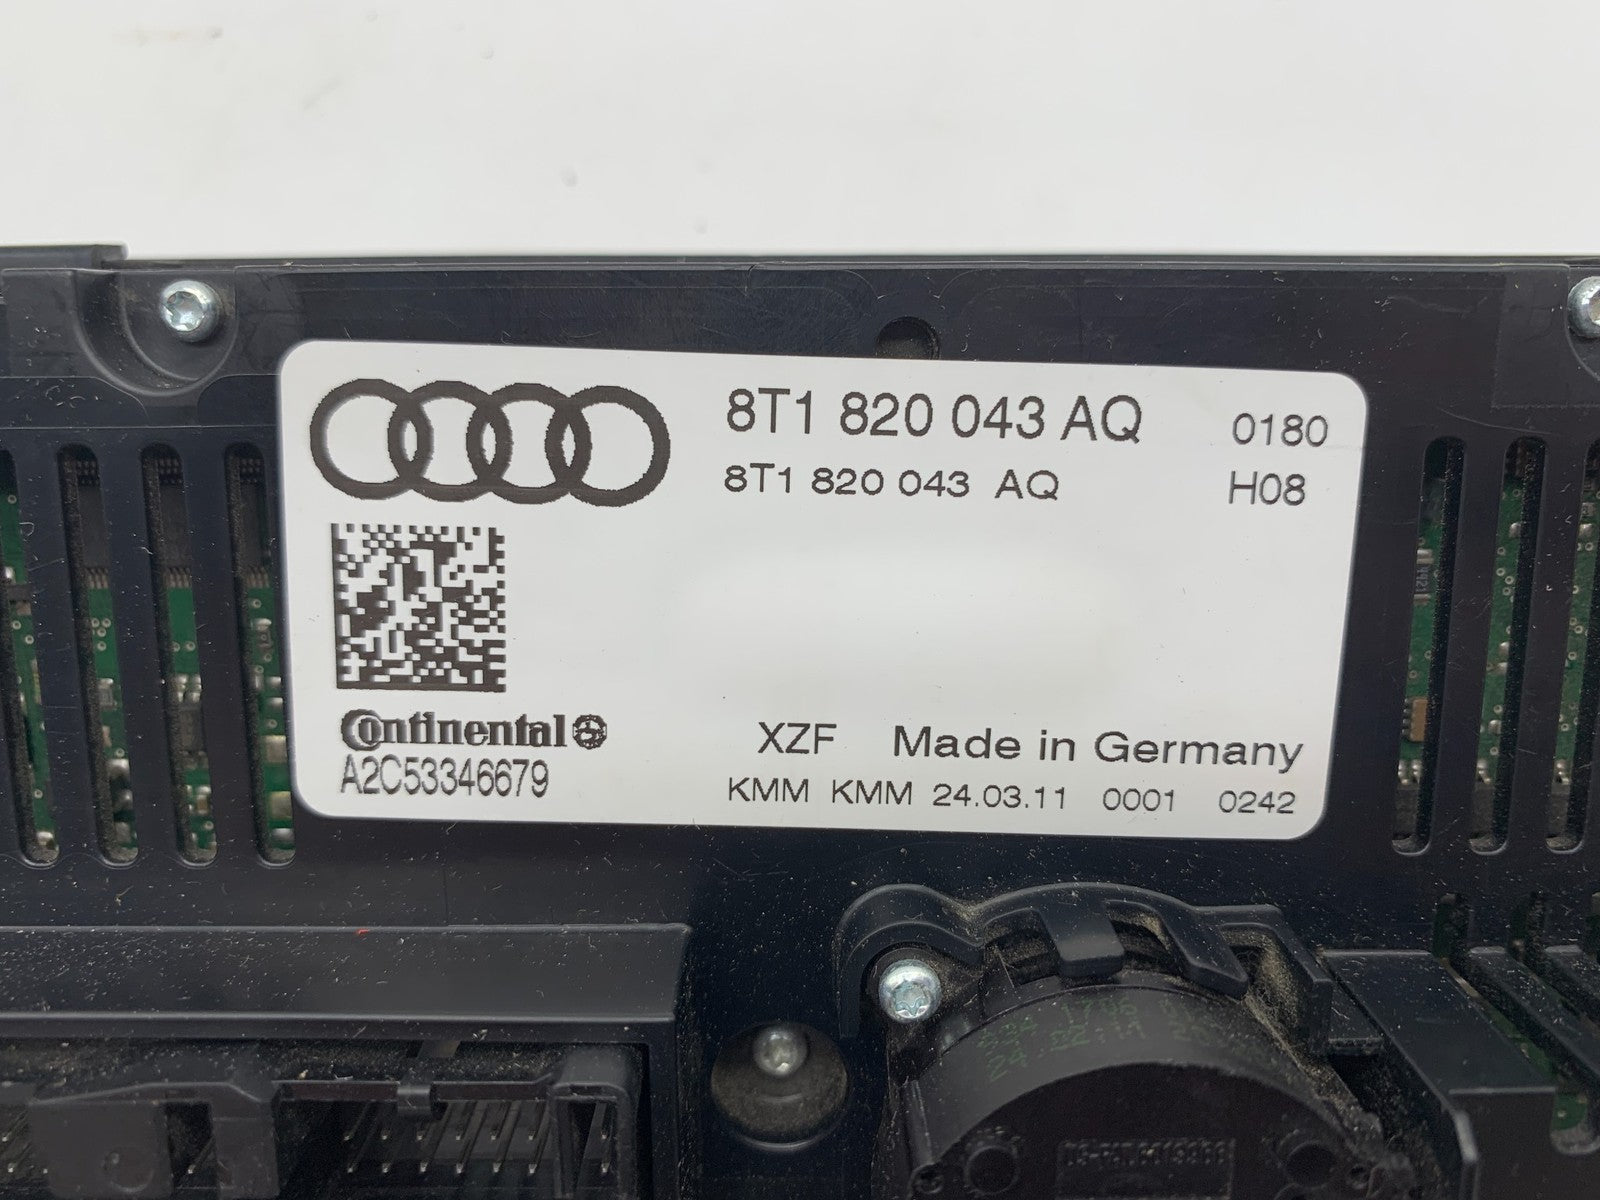 8T1 820 043 AQ 0180
8T1 820 043 AQ H08
Continental
A2C53346679
XZF Made in Germany
KMM KMM 24.03.11 0001 0242